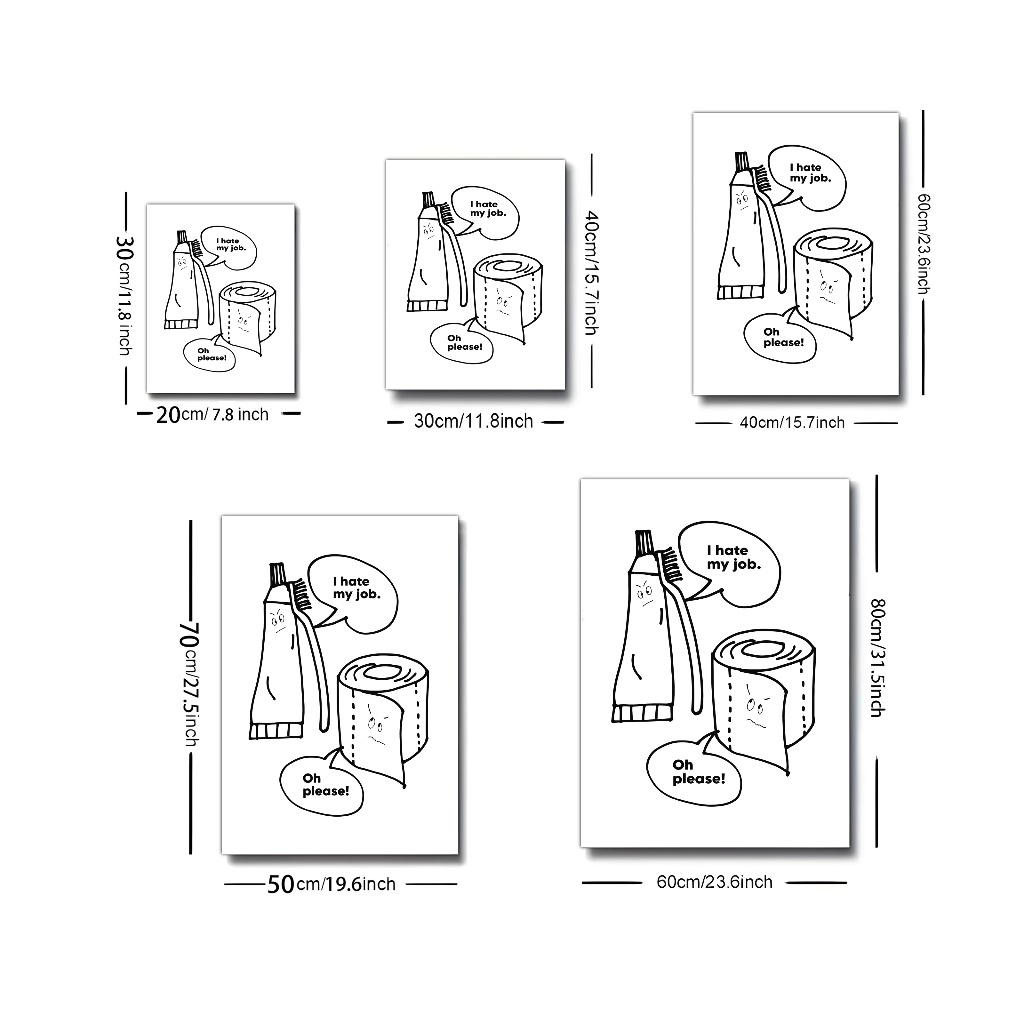 I hate
my job.
Oh
please!
30cm/11.8 inch
20cm/7.8 inch
I hate
my job.
Oh
please!
40cm/15.7inch
30cm/11.8inch
I hate
my job.
Oh
please!
60cm/23.6inch
40cm/15.7inch
I hate
my job.
Oh
please!
70cm/27.5inch
50cm/19.6inch
I hate
my job.
Oh
please!
80cm/31.5inch
60cm/23.6inch